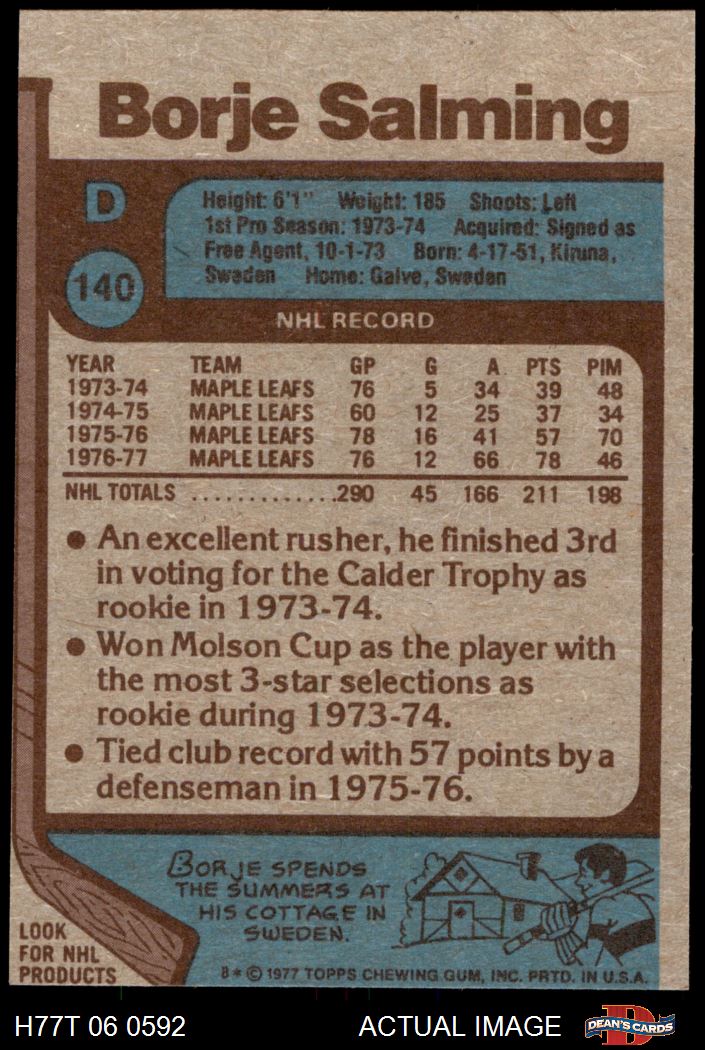 Borje Salming
D
Height: 6'1" Weight: 185 Shoots: Left
1st Pro Season: 1973-74 Acquired: Signed as
Free Agent, 10-1-73 Born: 4-17-51, Kiruna,
Sweden Home: Galve, Sweden
140
NHL RECORD
YEAR TEAM GP G A PTS PIM
1973-74 MAPLE LEAFS 76 5 34 39 48
1974-75 MAPLE LEAFS 60 12 25 37 34
1975-76 MAPLE LEAFS 78 16 41 57 70
1976-77 MAPLE LEAFS 76 12 66 78 46
NHL TOTALS .............290 45 166 211 198
• An excellent rusher, he finished 3rd
in voting for the Calder Trophy as
rookie in 1973-74.
• Won Molson Cup as the player with
the most 3-star selections as
rookie during 1973-74.
• Tied club record with 57 points by a
defenseman in 1975-76.
BORJE SPENDS
THE SUMMERS AT
HIS COTTAGE IN
SWEDEN.
LOOK
FOR NHL
PRODUCTS
8* © 1977 TOPPS CHEWING GUM, INC. PRTD. IN U.S.A.
H77T 06 0592 ACTUAL IMAGE
D
DEAN'S CARDS